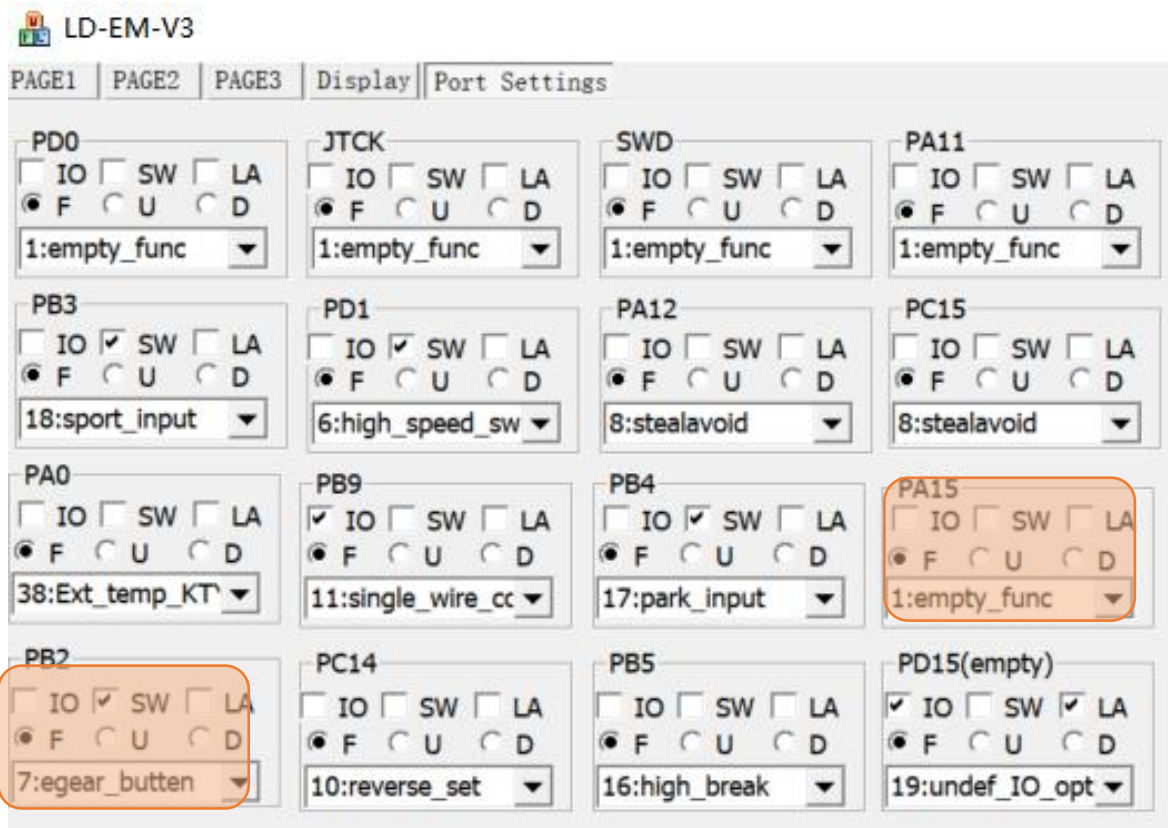 LD-EM-V3
PAGE1 PAGE2 PAGE3 Display Port Settings
PD0 JTCK SWD PA11
IO SW LA IO SW LA IO SW LA IO SW LA
F U D F U D F U D F U D
1:empty_func 1:empty_func 1:empty_func 1:empty_func
PB3 PD1 PA12 PC15
IO SW LA IO SW LA IO SW LA IO SW LA
F U D F U D F U D F U D
18:sport_input 6:high_speed_sw 8:stealavoid 8:stealavoid
PA0 PB9 PB4 PA15
IO SW LA IO SW LA IO SW LA IO SW LA
F U D F U D F U D F U D
38:Ext_temp_KTY 11:single_wire_cc 17:park_input 1:empty_func
PB2 PC14 PB5 PD15(empty)
IO SW LA IO SW LA IO SW LA IO SW LA
F U D F U D F U D F U D
7:egear_butten 10:reverse_set 16:high_break 19:undef_IO_opt